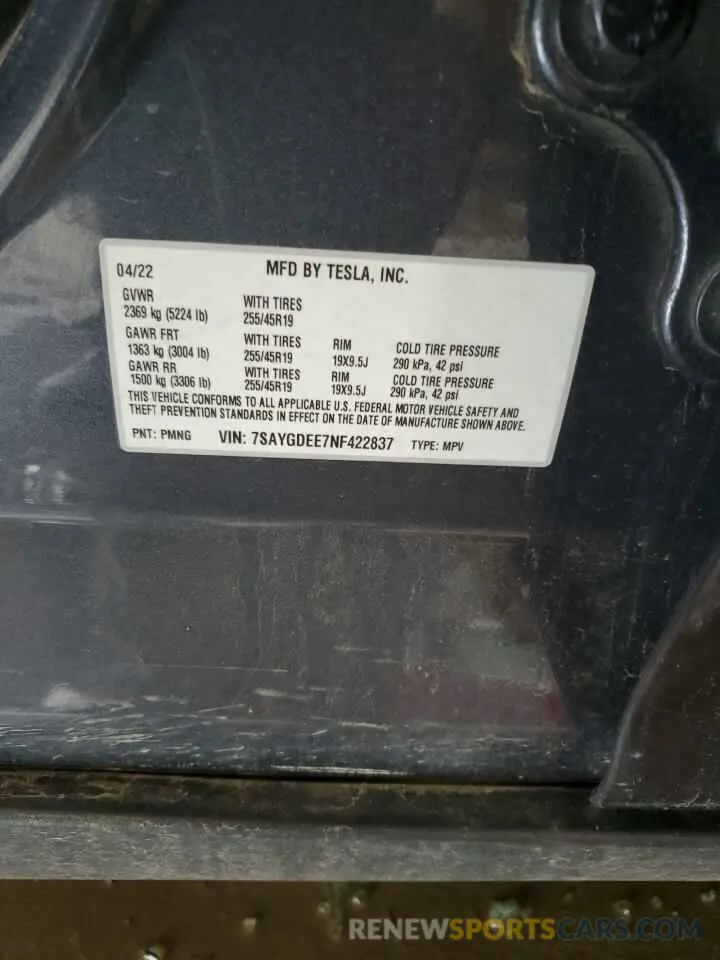 04/22 MFD BY TESLA, INC.
GVWR WITH TIRES
2369 kg (5224 lb) 255/45R19
GAWR FRT WITH TIRES RIM COLD TIRE PRESSURE
1363 kg (3004 lb) 255/45R19 19X9.5J 290 kPa, 42 psi
GAWR RR WITH TIRES RIM COLD TIRE PRESSURE
1500 kg (3306 lb) 255/45R19 19X9.5J 290 kPa, 42 psi
THIS VEHICLE CONFORMS TO ALL APPLICABLE U.S. FEDERAL MOTOR VEHICLE SAFETY AND
THEFT PREVENTION STANDARDS IN EFFECT ON THE DATE OF MANUFACTURE SHOWN ABOVE.
PNT: PMNG VIN: 7SAYGDEE7NF422837 TYPE: MPV
RENEWSPORTSCARS.COM